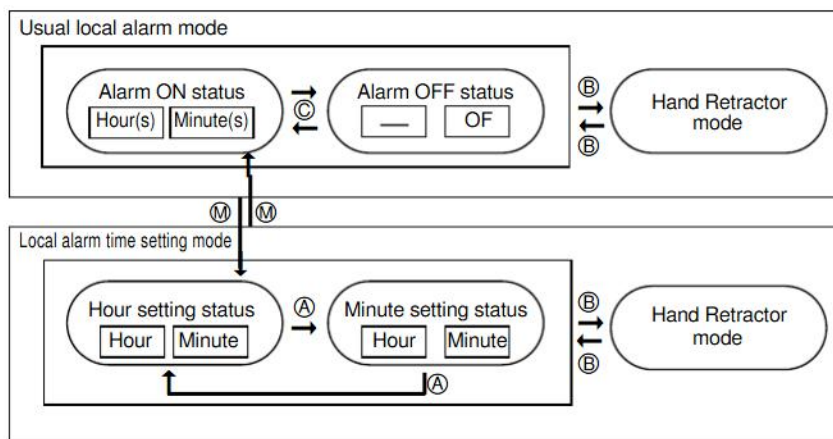 Usual local alarm mode
Alarm ON status
Hour(s) Minute(s)
Ⓒ
Alarm OFF status
— OF
Ⓑ
Ⓑ
Hand Retractor
mode
Ⓜ Ⓜ
Local alarm time setting mode
Hour setting status
Hour Minute
Ⓐ
Minute setting status
Hour Minute
Ⓐ
Ⓑ
Ⓑ
Hand Retractor
mode